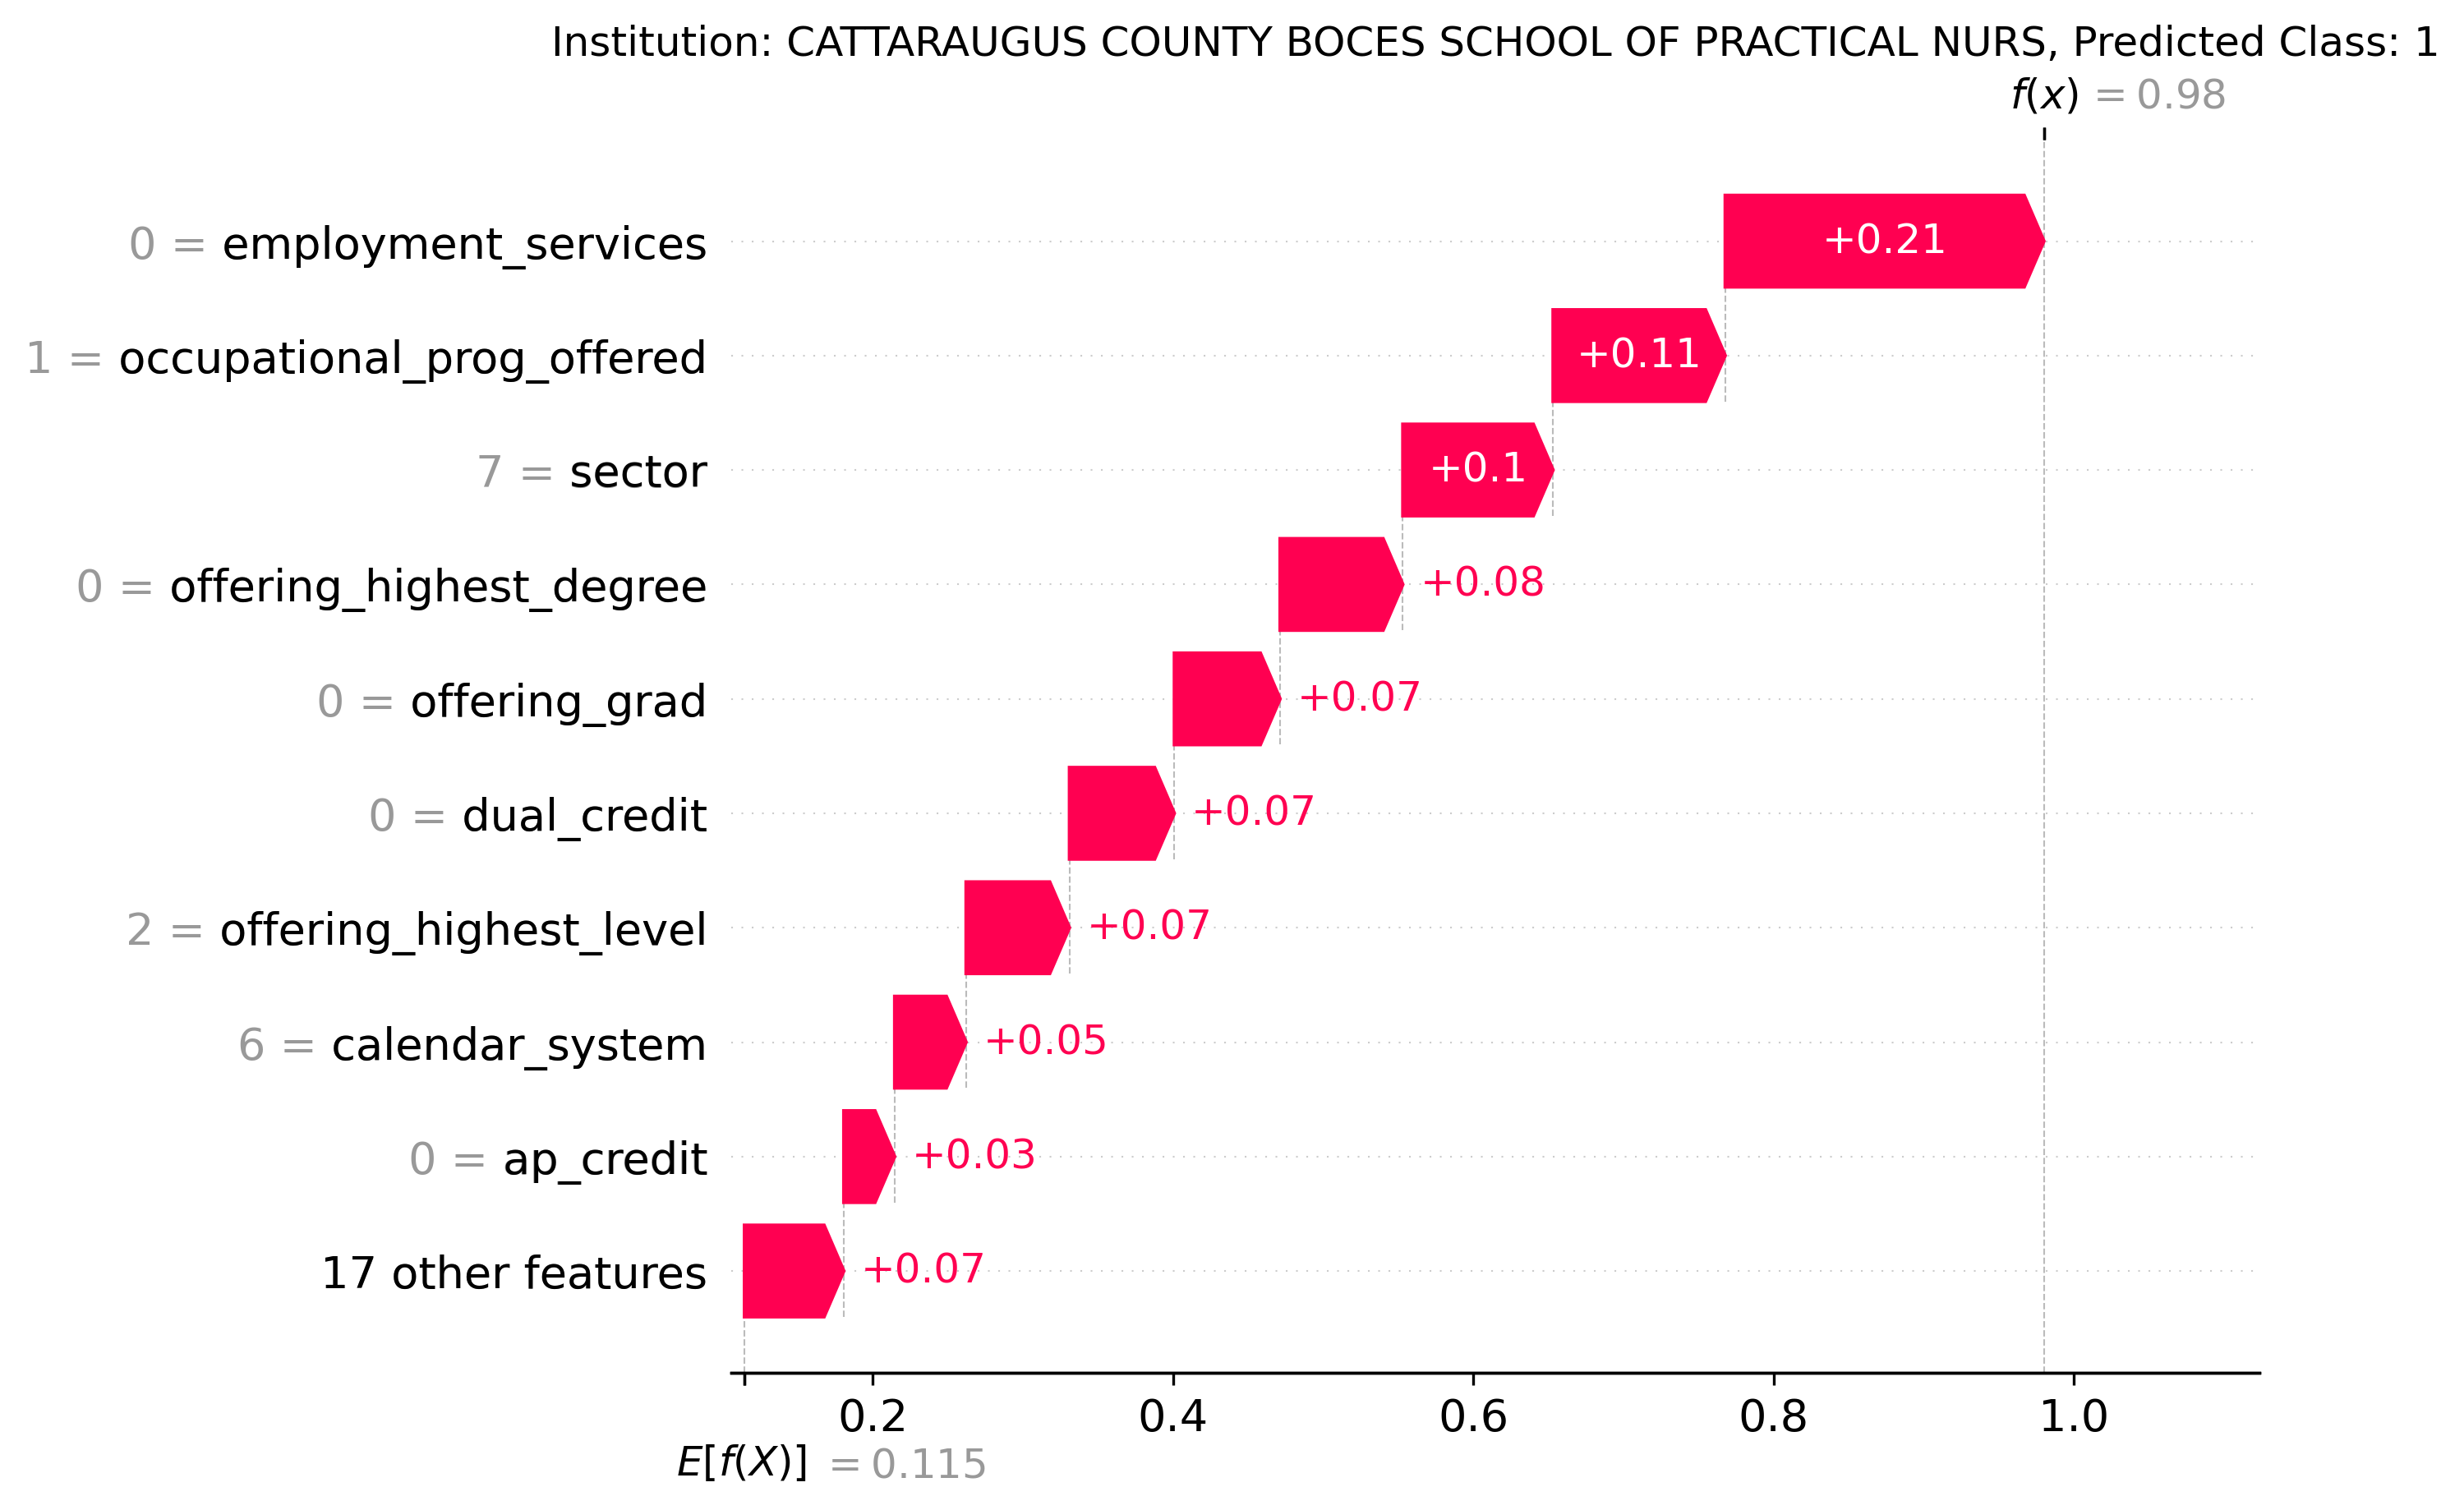 Institution: CATTARAUGUS COUNTY BOCES SCHOOL OF PRACTICAL NURS, Predicted Class: 1
f(x) = 0.98
0 = employment_services +0.21
1 = occupational_prog_offered +0.11
7 = sector +0.1
0 = offering_highest_degree +0.08
0 = offering_grad +0.07
0 = dual_credit +0.07
2 = offering_highest_level +0.07
6 = calendar_system +0.05
0 = ap_credit +0.03
17 other features +0.07
0.2 0.4 0.6 0.8 1.0
E[f(X)] = 0.115